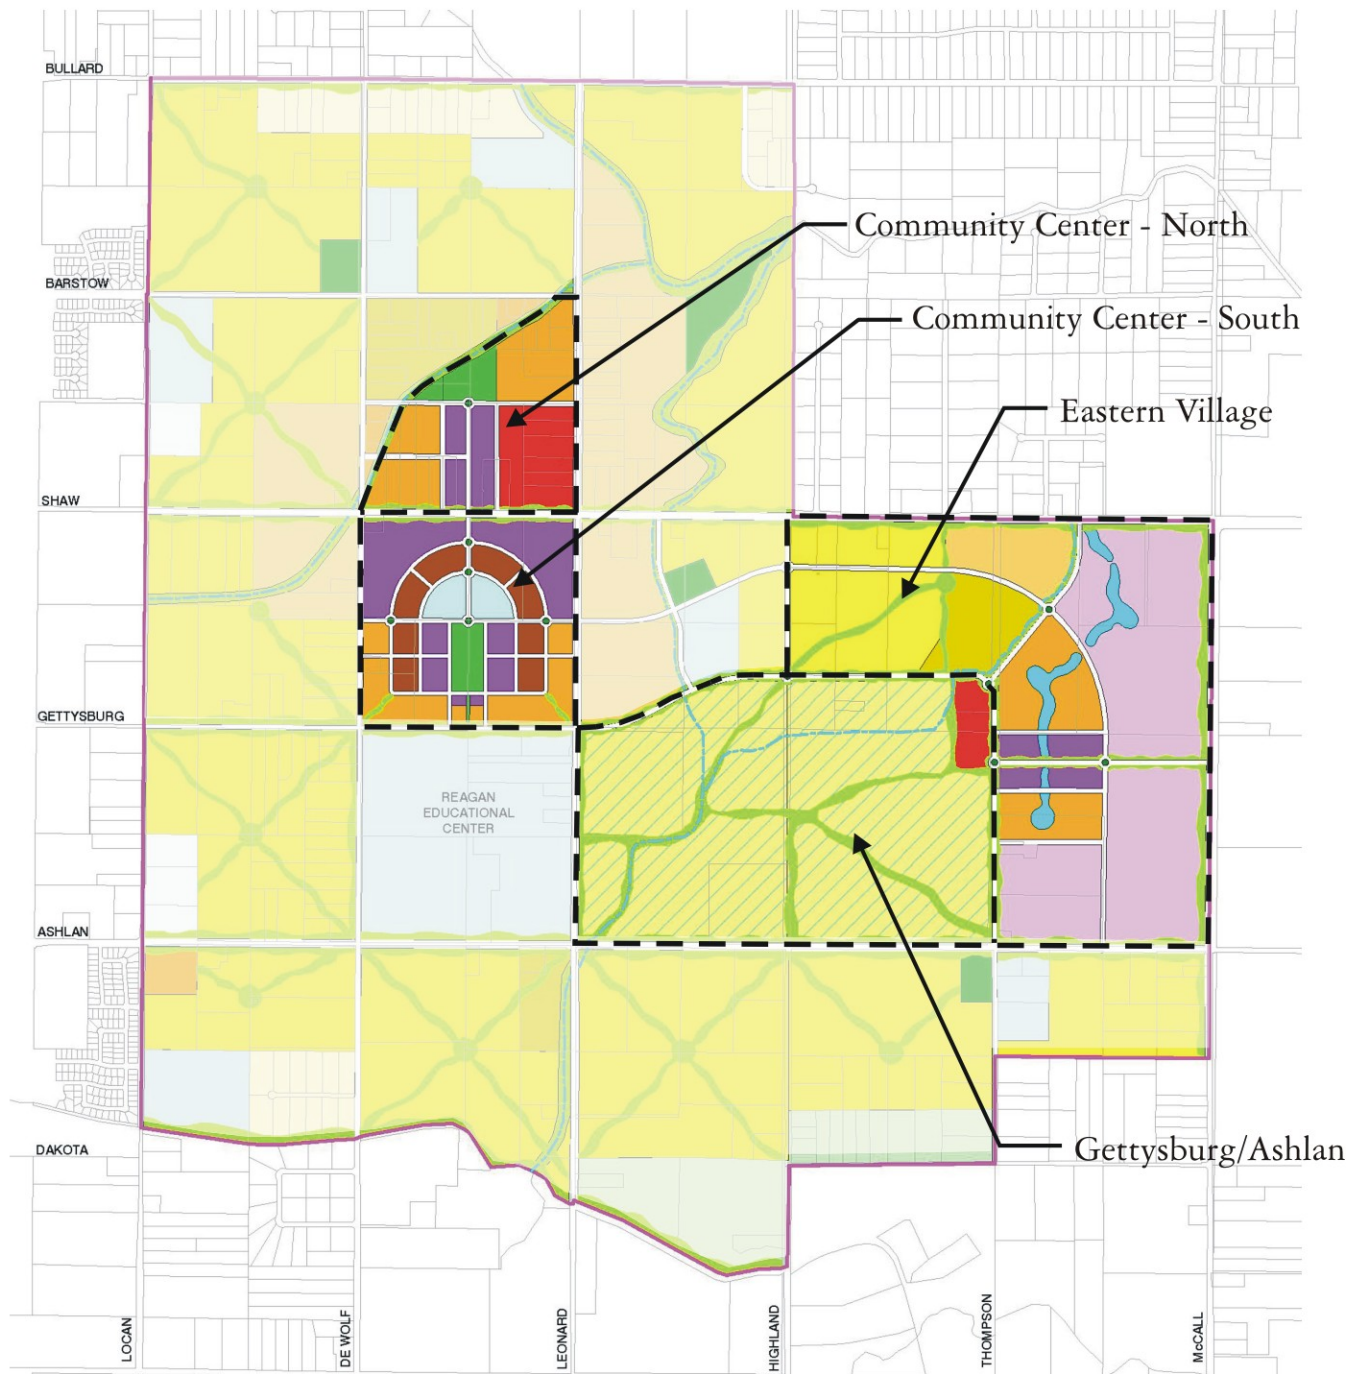 BULLARD
Community Center - North
BARSTOW
Community Center - South
Eastern Village
SHAW
GETTYSBURG
REAGAN
EDUCATIONAL
CENTER
ASHLAN
DAKOTA
Gettysburg/Ashlan
LOCAN
DE WOLF
LEONARD
HIGHLAND
THOMPSON
McCALL